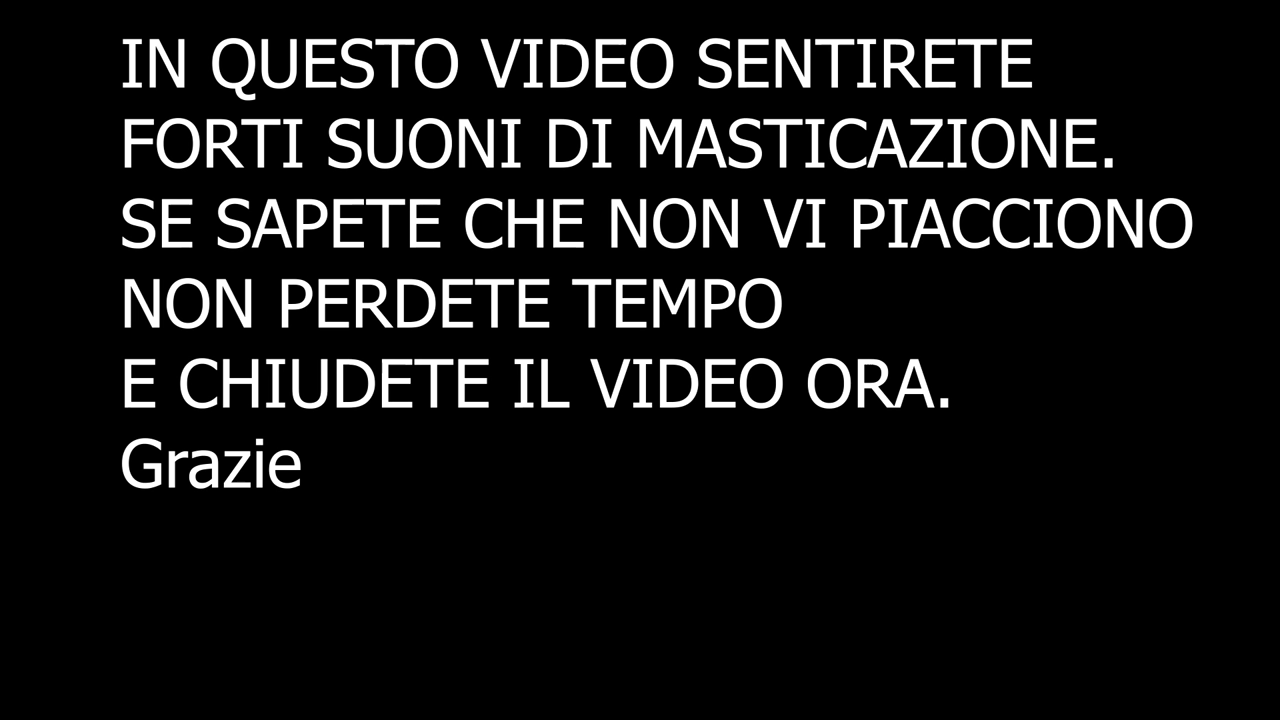 IN QUESTO VIDEO SENTIRETE
FORTI SUONI DI MASTICAZIONE.
SE SAPETE CHE NON VI PIACCIONO
NON PERDETE TEMPO
E CHIUDETE IL VIDEO ORA.
Grazie